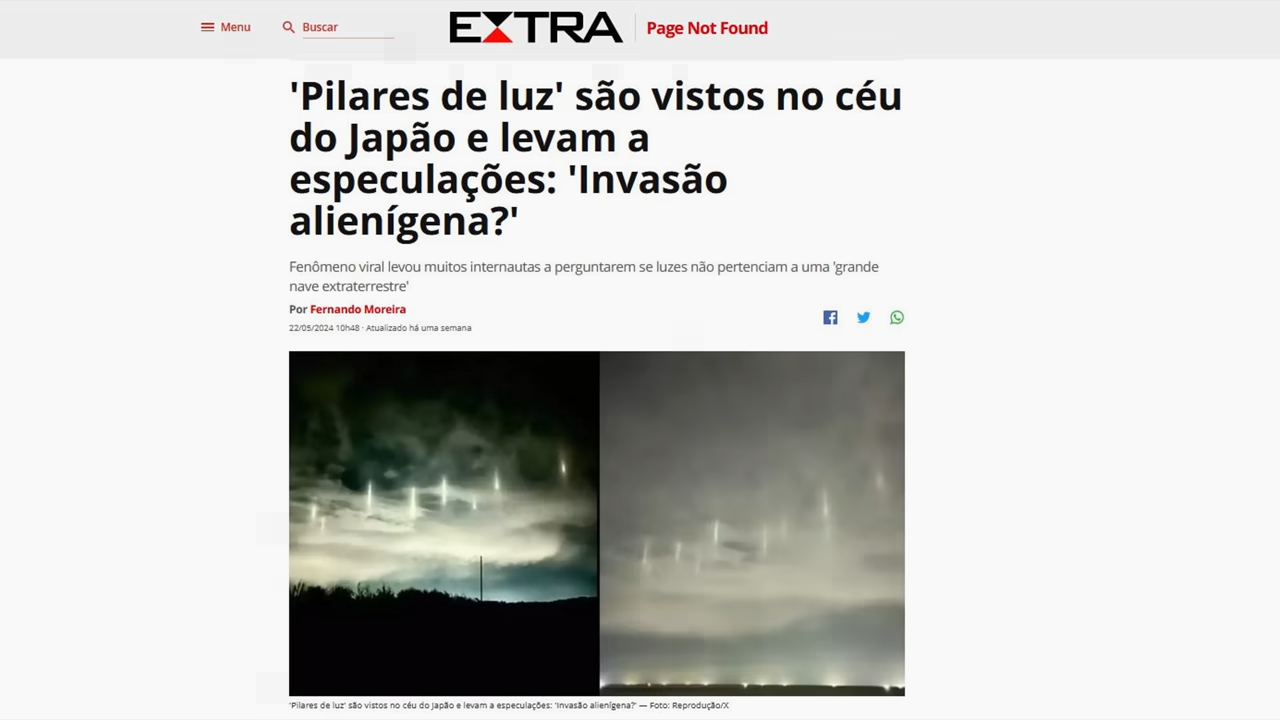 Menu
Buscar
EXTRA
Page Not Found
'Pilares de luz' são vistos no céu
do Japão e levam a
especulações: 'Invasão
alienígena?'
Fenômeno viral levou muitos internautas a perguntarem se luzes não pertenciam a uma 'grande
nave extraterrestre'
Por Fernando Moreira
22/05/2024 10h48 · Atualizado há uma semana
'Pilares de luz' são vistos no céu do Japão e levam a especulações: 'Invasão alienígena?' — Foto: Reprodução/X